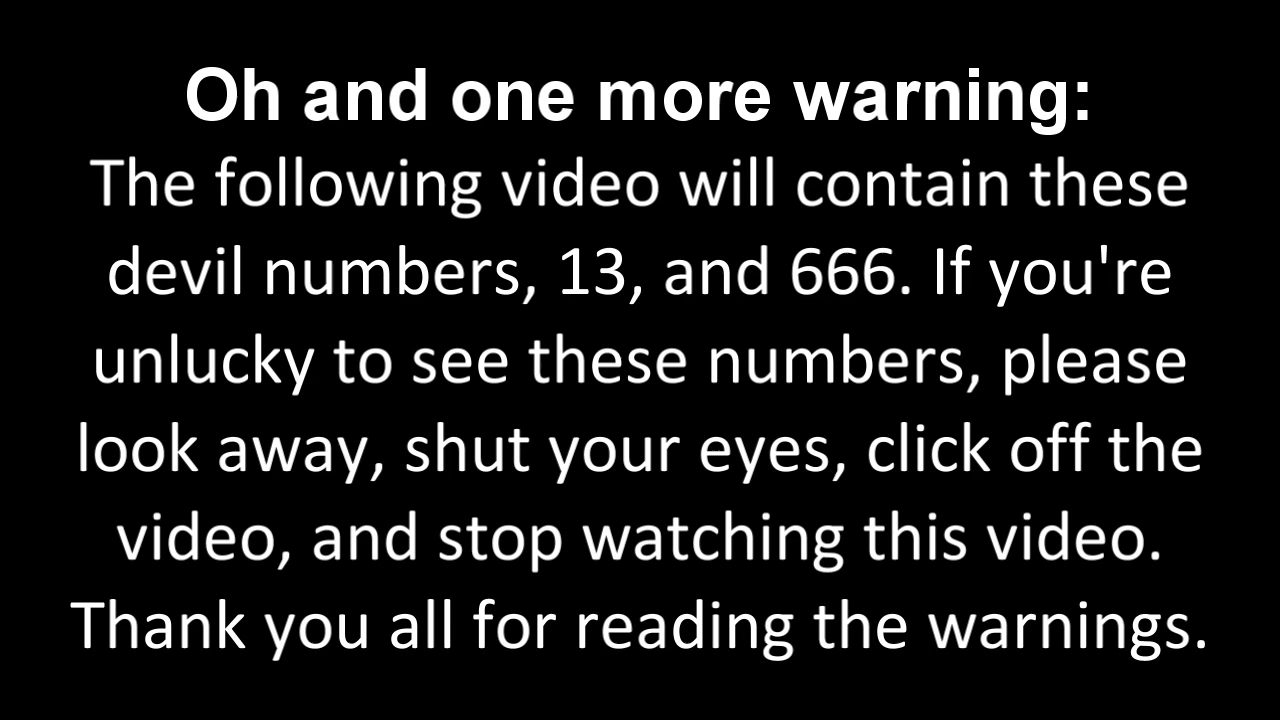 Oh and one more warning:
The following video will contain these
devil numbers, 13, and 666. If you're
unlucky to see these numbers, please
look away, shut your eyes, click off the
video, and stop watching this video.
Thank you all for reading the warnings.